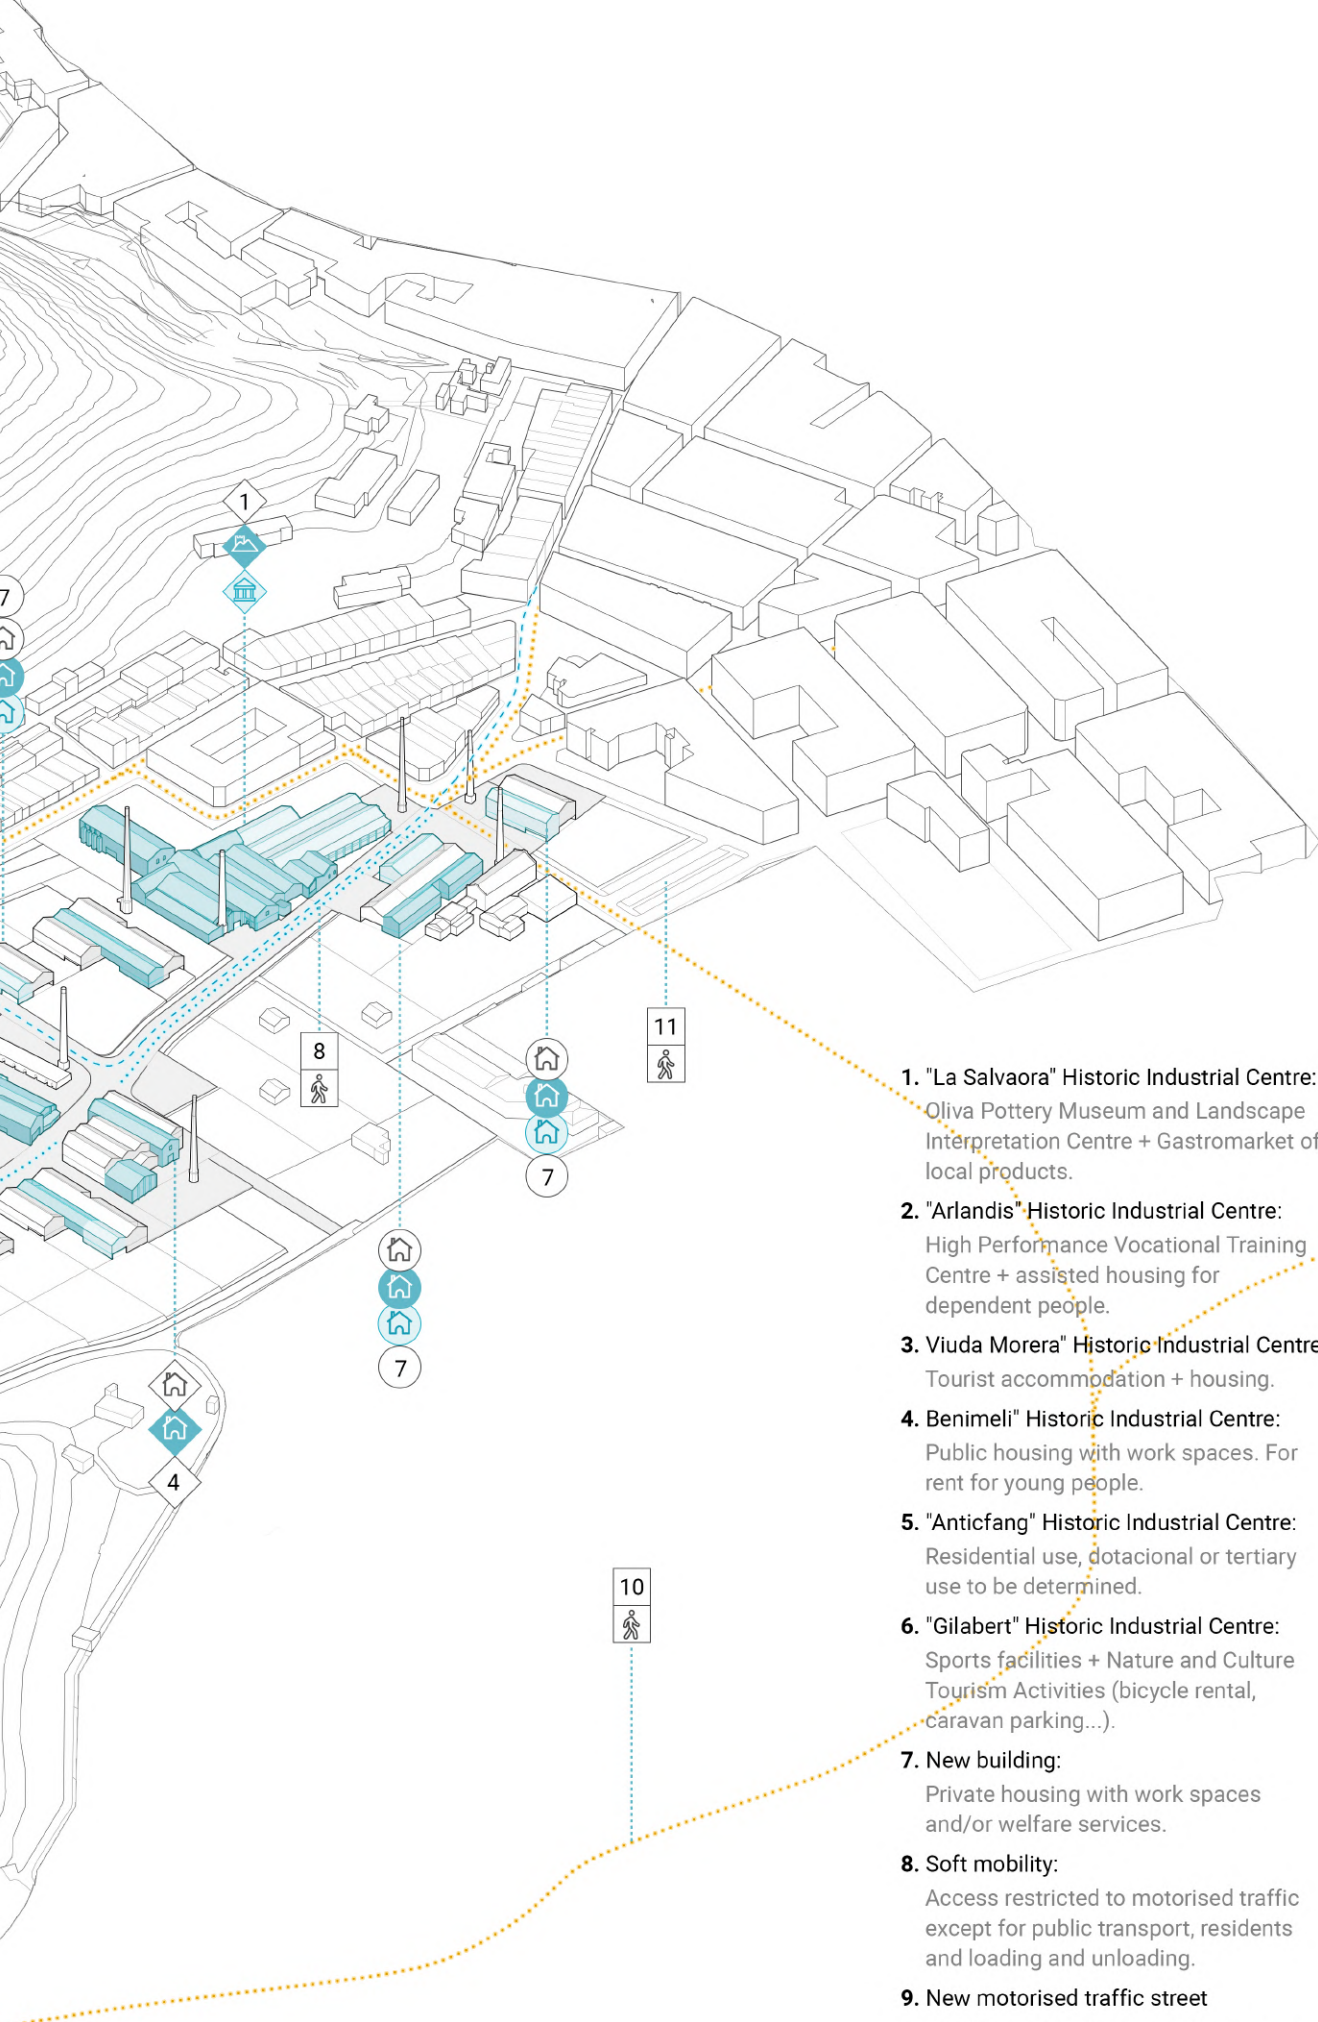 1
7
8
11
7
7
4
10
1. "La Salvaora" Historic Industrial Centre:
Oliva Pottery Museum and Landscape
Interpretation Centre + Gastromarket of
local products.
2. "Arlandis" Historic Industrial Centre:
High Performance Vocational Training
Centre + assisted housing for
dependent people.
3. Viuda Morera" Historic Industrial Centre
Tourist accommodation + housing.
4. Benimeli" Historic Industrial Centre:
Public housing with work spaces. For
rent for young people.
5. "Anticfang" Historic Industrial Centre:
Residential use, dotacional or tertiary
use to be determined.
6. "Gilabert" Historic Industrial Centre:
Sports facilities + Nature and Culture
Tourism Activities (bicycle rental,
caravan parking...).
7. New building:
Private housing with work spaces
and/or welfare services.
8. Soft mobility:
Access restricted to motorised traffic
except for public transport, residents
and loading and unloading.
9. New motorised traffic street